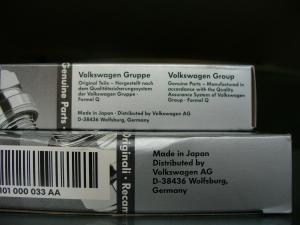 Genuine Parts ·
Volkswagen Gruppe
Original Teile – Hergestellt nach
dem Qualitätssicherungssystem
der Volkswagen Gruppe ·
Formel Q
Volkswagen Group
Genuine Parts – Manufactured in
accordance with the Quality
Assurance System of Volkswagen
Group · Formel Q
Made in Japan · Distributed by Volkswagen AG
D-38436 Wolfsburg, Germany
Originali · Recam
Made in Japan
Distributed by
Volkswagen AG
D-38436 Wolfsburg,
Germany
01 000 033 AA